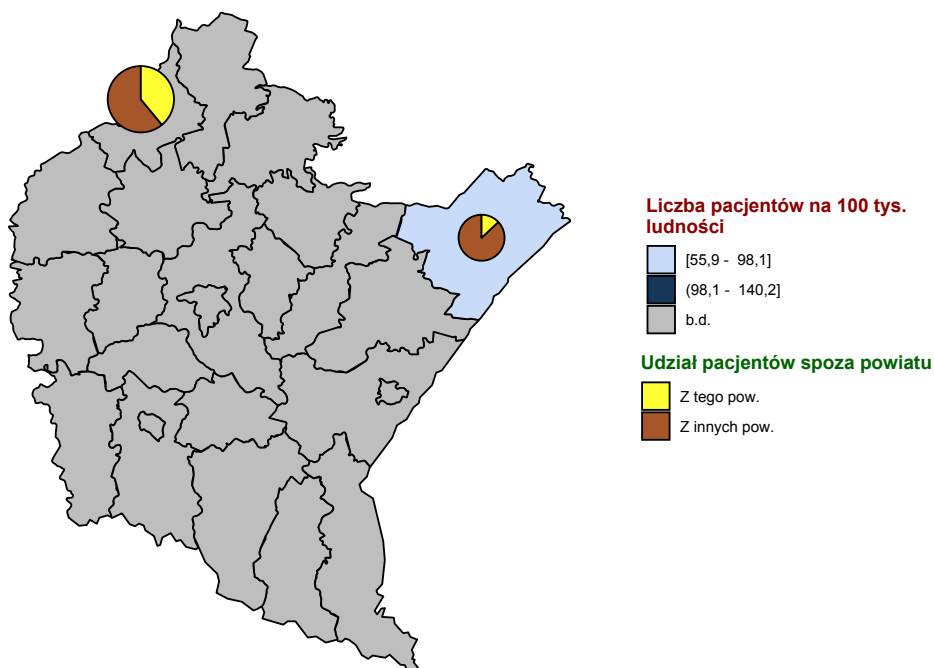 Liczba pacjentów na 100 tys.
ludności
[55,9 - 98,1]
(98,1 - 140,2]
b.d.
Udział pacjentów spoza powiatu
Z tego pow.
Z innych pow.